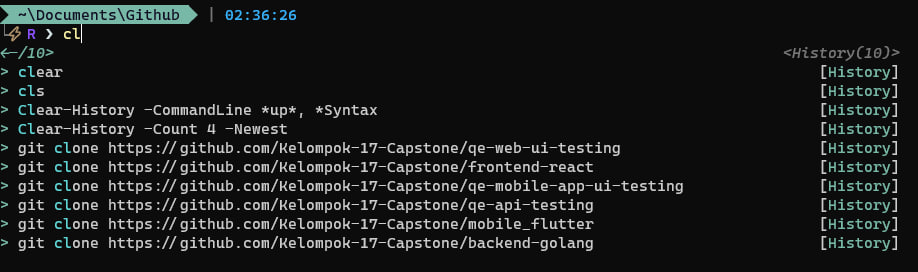 ~\Documents\Github | 02:36:26
R ❯ cl
<-/10> <History(10)>
> clear [History]
> cls [History]
> Clear-History -CommandLine *up*, *Syntax [History]
> Clear-History -Count 4 -Newest [History]
> git clone https://github.com/Kelompok-17-Capstone/qe-web-ui-testing [History]
> git clone https://github.com/Kelompok-17-Capstone/frontend-react [History]
> git clone https://github.com/Kelompok-17-Capstone/qe-mobile-app-ui-testing [History]
> git clone https://github.com/Kelompok-17-Capstone/qe-api-testing [History]
> git clone https://github.com/Kelompok-17-Capstone/mobile_flutter [History]
> git clone https://github.com/Kelompok-17-Capstone/backend-golang [History]